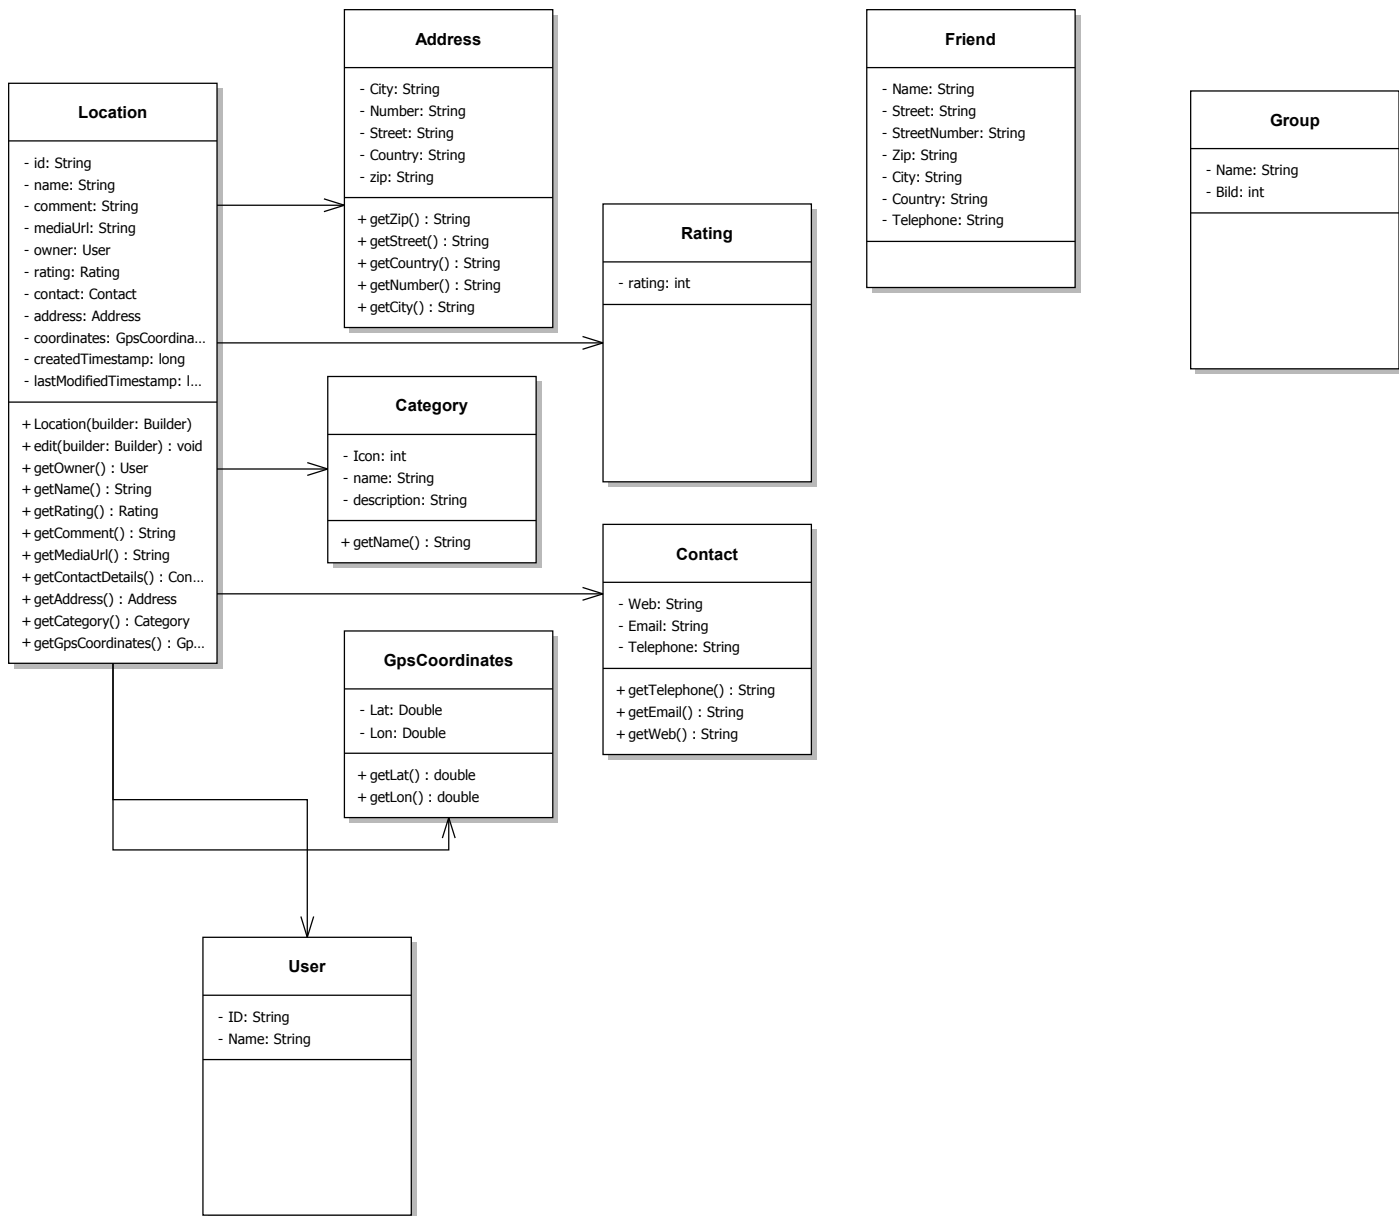 Location
- id: String
- name: String
- comment: String
- mediaUrl: String
- owner: User
- rating: Rating
- contact: Contact
- address: Address
- coordinates: GpsCoordina...
- createdTimestamp: long
- lastModifiedTimestamp: l...
+ Location(builder: Builder)
+ edit(builder: Builder) : void
+ getOwner() : User
+ getName() : String
+ getRating() : Rating
+ getComment() : String
+ getMediaUrl() : String
+ getContactDetails() : Con...
+ getAddress() : Address
+ getCategory() : Category
+ getGpsCoordinates() : Gp...
Address
- City: String
- Number: String
- Street: String
- Country: String
- zip: String
+ getZip() : String
+ getStreet() : String
+ getCountry() : String
+ getNumber() : String
+ getCity() : String
Rating
- rating: int
Category
- Icon: int
- name: String
- description: String
+ getName() : String
Contact
- Web: String
- Email: String
- Telephone: String
+ getTelephone() : String
+ getEmail() : String
+ getWeb() : String
GpsCoordinates
- Lat: Double
- Lon: Double
+ getLat() : double
+ getLon() : double
User
- ID: String
- Name: String
Friend
- Name: String
- Street: String
- StreetNumber: String
- Zip: String
- City: String
- Country: String
- Telephone: String
Group
- Name: String
- Bild: int